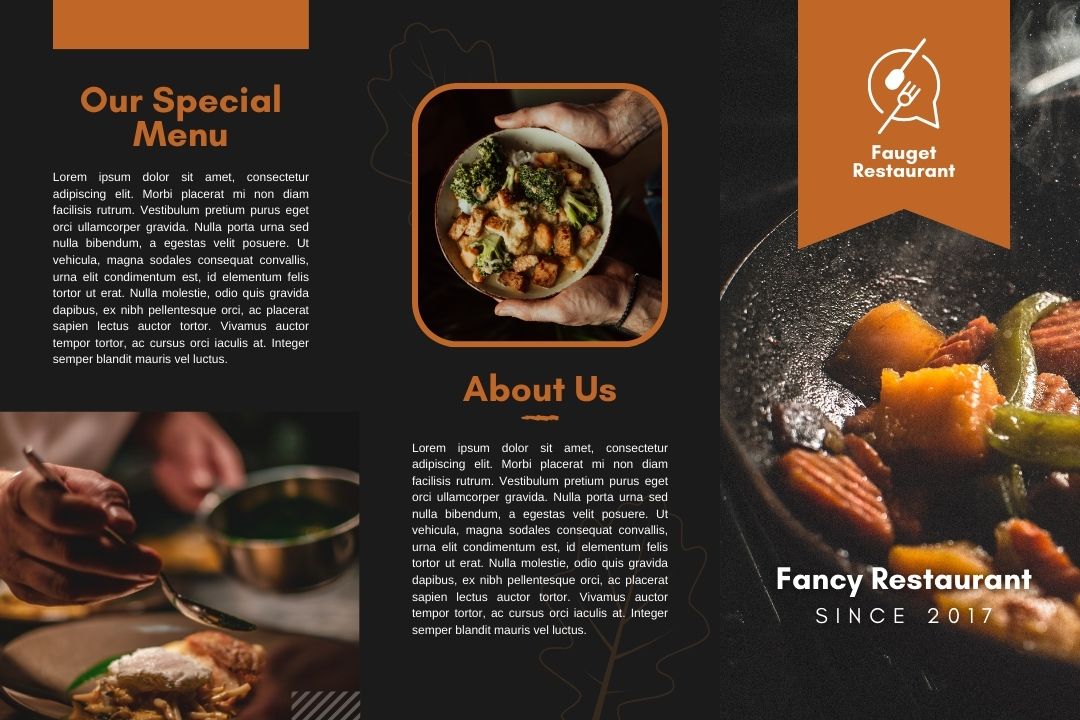 Our Special
Menu
Lorem ipsum dolor sit amet, consectetur
adipiscing elit. Morbi placerat mi non diam
facilisis rutrum. Vestibulum pretium purus eget
orci ullamcorper gravida. Nulla porta urna sed
nulla bibendum, a egestas velit posuere. Ut
vehicula, magna sodales consequat convallis,
urna elit condimentum est, id elementum felis
tortor ut erat. Nulla molestie, odio quis gravida
dapibus, ex nibh pellentesque orci, ac placerat
sapien lectus auctor tortor. Vivamus auctor
tempor tortor, ac cursus orci iaculis at. Integer
semper blandit mauris vel luctus.
About Us
Lorem ipsum dolor sit amet, consectetur
adipiscing elit. Morbi placerat mi non diam
facilisis rutrum. Vestibulum pretium purus eget
orci ullamcorper gravida. Nulla porta urna sed
nulla bibendum, a egestas velit posuere. Ut
vehicula, magna sodales consequat convallis,
urna elit condimentum est, id elementum felis
tortor ut erat. Nulla molestie, odio quis gravida
dapibus, ex nibh pellentesque orci, ac placerat
sapien lectus auctor tortor. Vivamus auctor
tempor tortor, ac cursus orci iaculis at. Integer
semper blandit mauris vel luctus.
Fauget
Restaurant
Fancy Restaurant
SINCE 2017